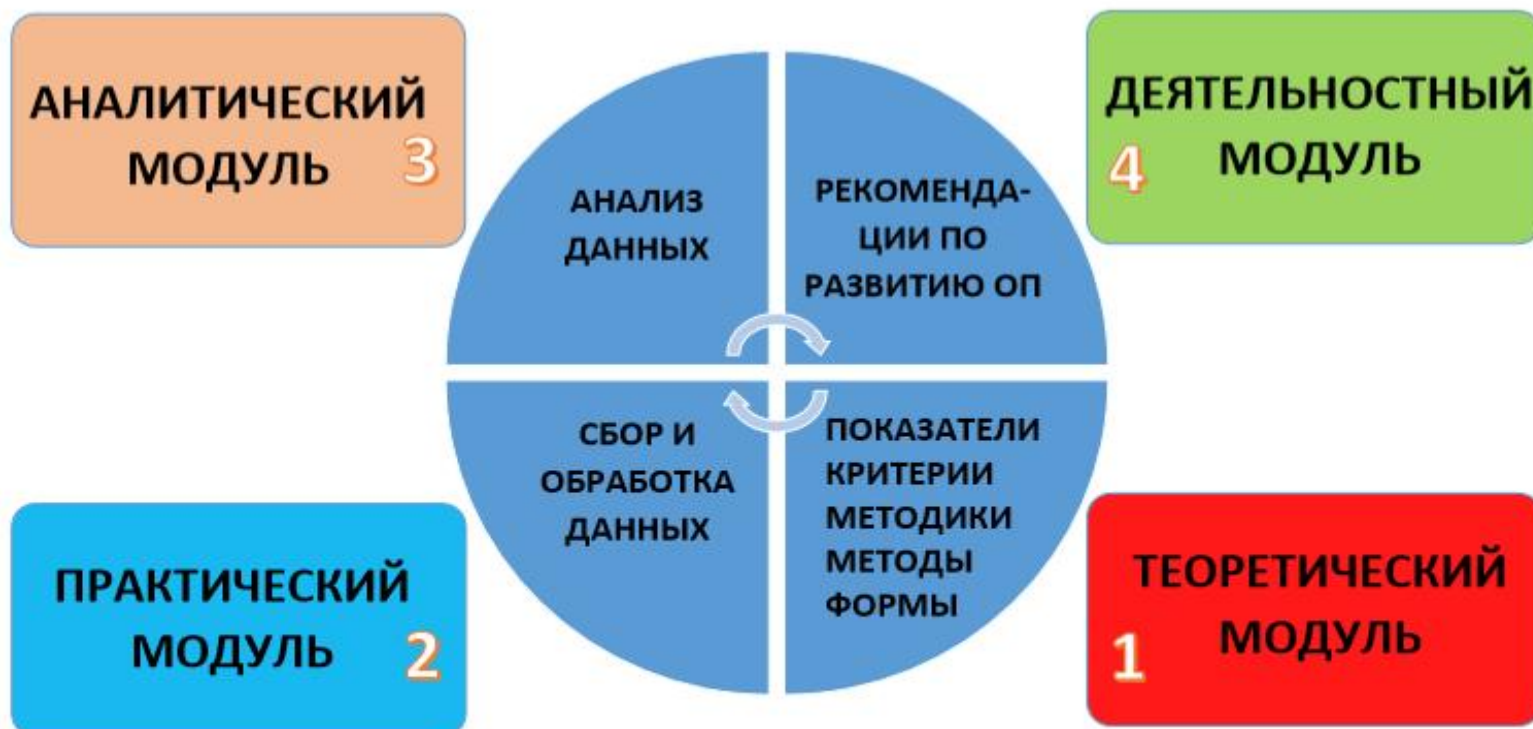 АНАЛИТИЧЕСКИЙ
МОДУЛЬ 3
ДЕЯТЕЛЬНОСТНЫЙ
4 МОДУЛЬ
АНАЛИЗ
ДАННЫХ
РЕКОМЕНДА-
ЦИИ ПО
РАЗВИТИЮ ОП
СБОР И
ОБРАБОТКА
ДАННЫХ
ПОКАЗАТЕЛИ
КРИТЕРИИ
МЕТОДИКИ
МЕТОДЫ
ФОРМЫ
ПРАКТИЧЕСКИЙ
МОДУЛЬ 2
ТЕОРЕТИЧЕСКИЙ
1 МОДУЛЬ